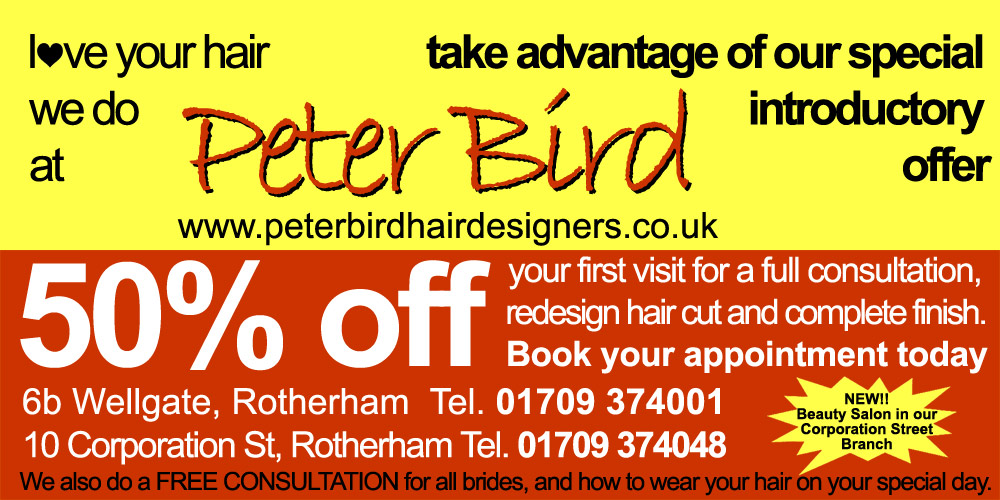 l♥ve your hair
we do
at
Peter Bird
www.peterbirdhairdesigners.co.uk
take advantage of our special
introductory
offer
50% off
your first visit for a full consultation,
redesign hair cut and complete finish.
Book your appointment today
6b Wellgate, Rotherham Tel. 01709 374001
10 Corporation St, Rotherham Tel. 01709 374048
NEW!!
Beauty Salon in our
Corporation Street
Branch
We also do a FREE CONSULTATION for all brides, and how to wear your hair on your special day.